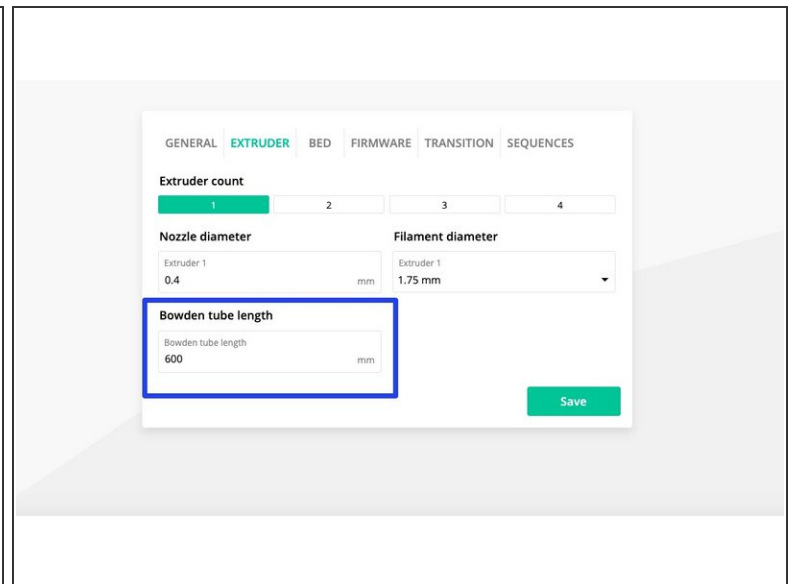 GENERAL EXTRUDER BED FIRMWARE TRANSITION SEQUENCES
Extruder count
1 2 3 4
Nozzle diameter Filament diameter
Extruder 1 Extruder 1
0.4 mm 1.75 mm
Bowden tube length
Bowden tube length
600 mm
Save